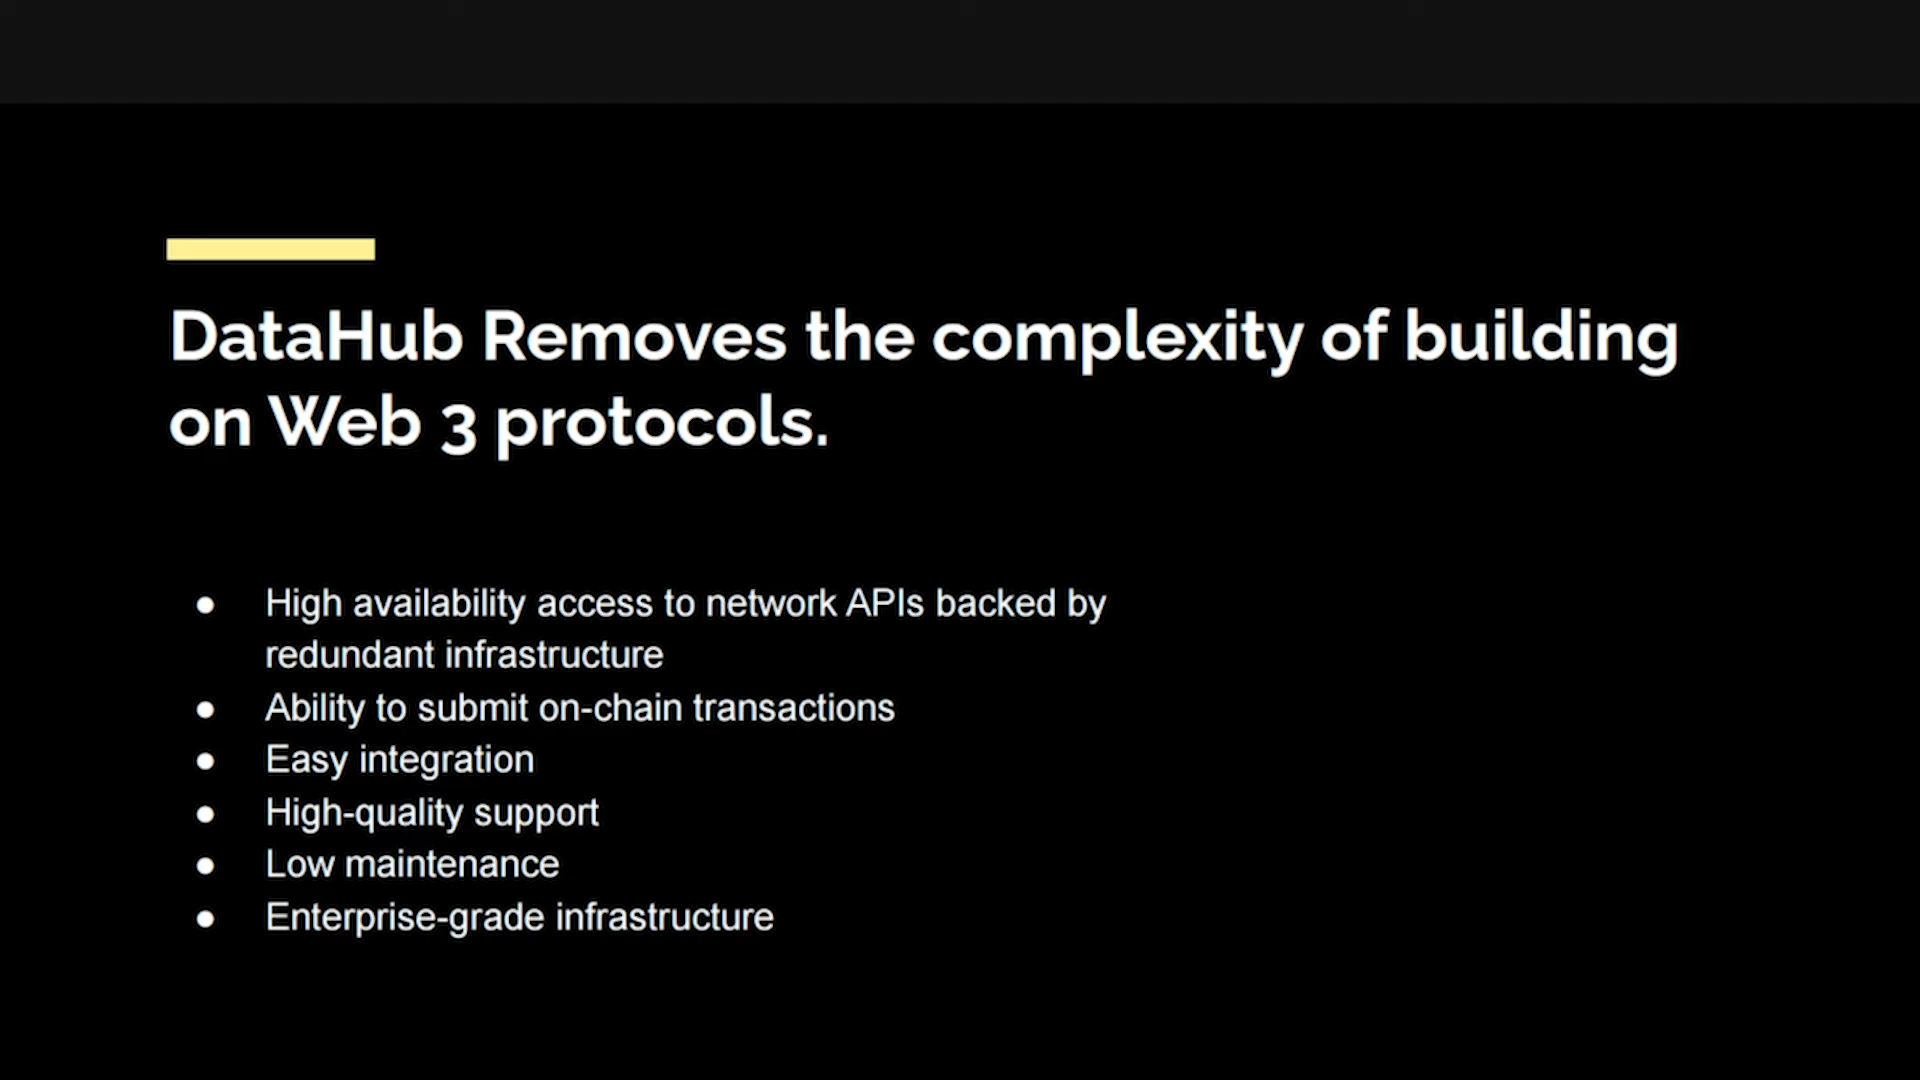 DataHub Removes the complexity of building
on Web 3 protocols.
● High availability access to network APIs backed by
redundant infrastructure
● Ability to submit on-chain transactions
● Easy integration
● High-quality support
● Low maintenance
● Enterprise-grade infrastructure